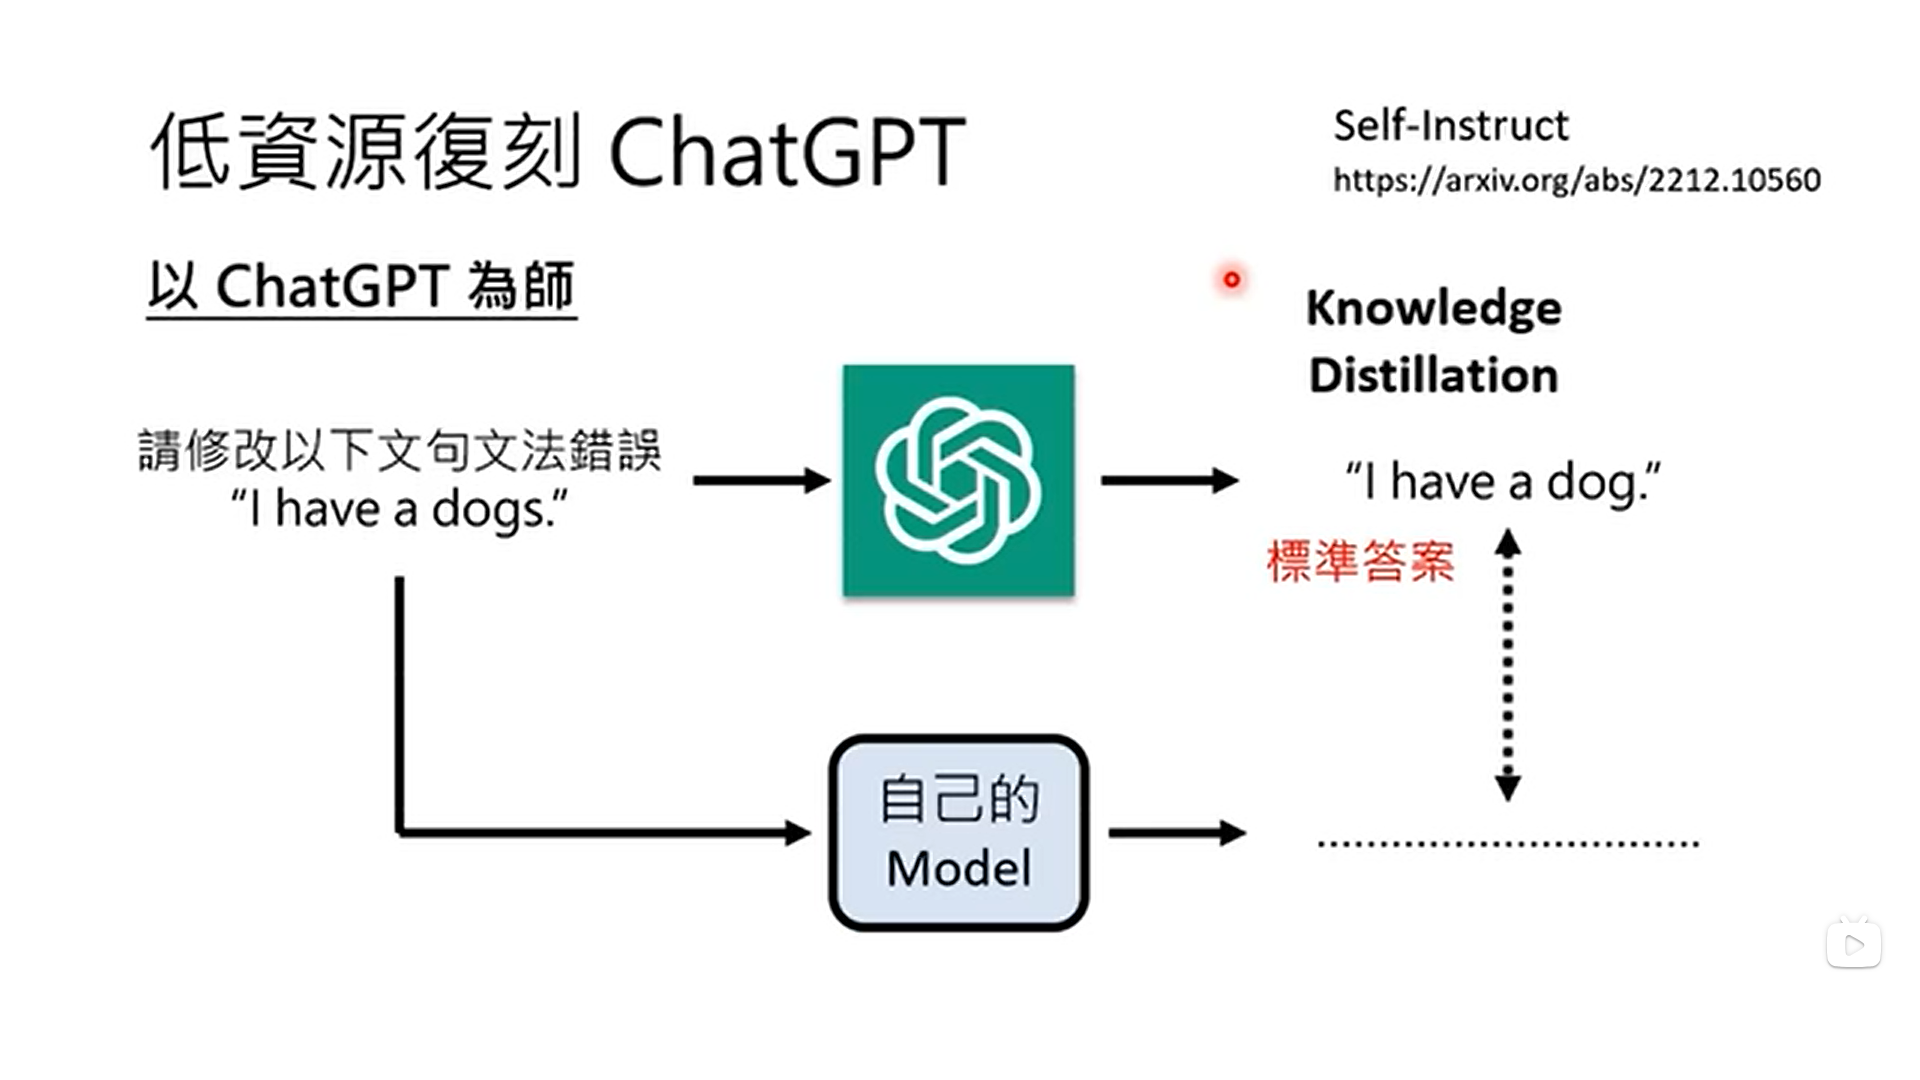 低資源復刻 ChatGPT
Self-Instruct
https://arxiv.org/abs/2212.10560
以 ChatGPT 為師
Knowledge
Distillation
請修改以下文句文法錯誤
“I have a dogs.”
“I have a dog.”
標準答案
自己的
Model